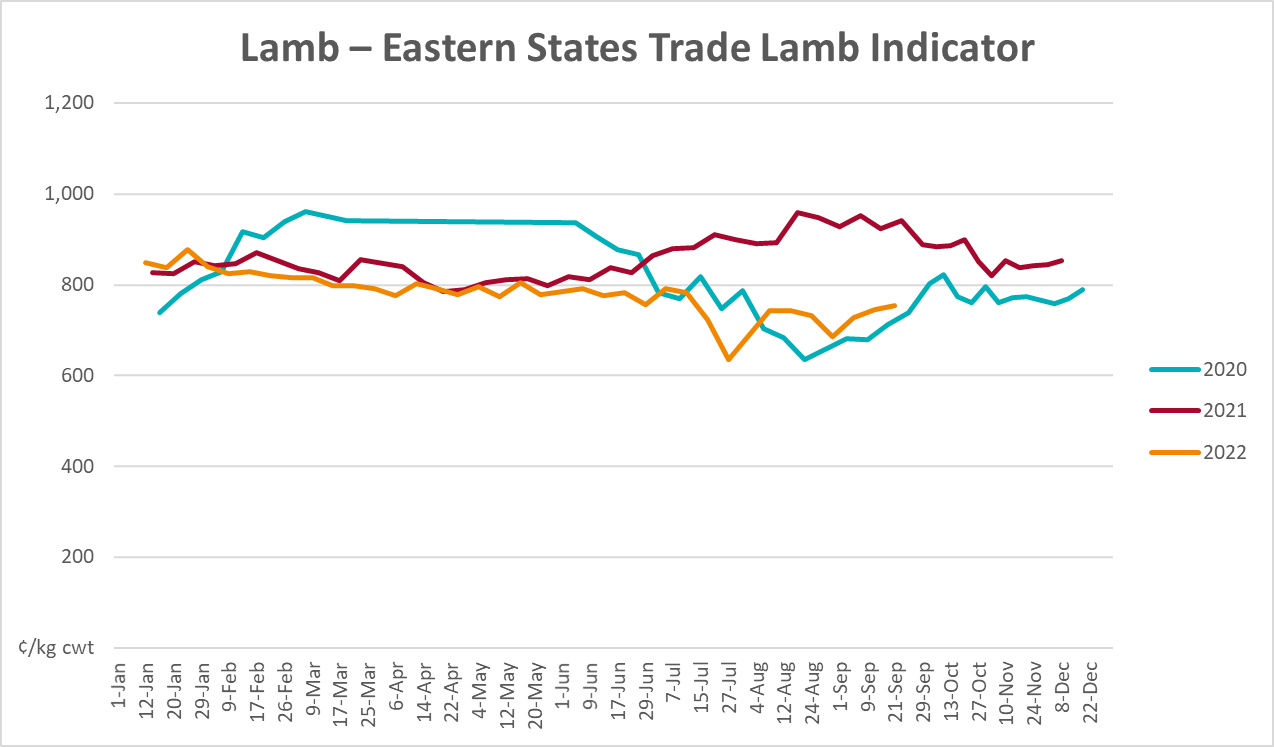 Lamb – Eastern States Trade Lamb Indicator
1,200
1,000
800
600
400
200
¢/kg cwt
1-Jan
12-Jan
20-Jan
29-Jan
9-Feb
17-Feb
26-Feb
9-Mar
17-Mar
25-Mar
6-Apr
14-Apr
22-Apr
4-May
12-May
20-May
1-Jun
9-Jun
17-Jun
29-Jun
7-Jul
15-Jul
27-Jul
4-Aug
12-Aug
24-Aug
1-Sep
9-Sep
21-Sep
29-Sep
13-Oct
27-Oct
10-Nov
24-Nov
8-Dec
22-Dec
2020
2021
2022